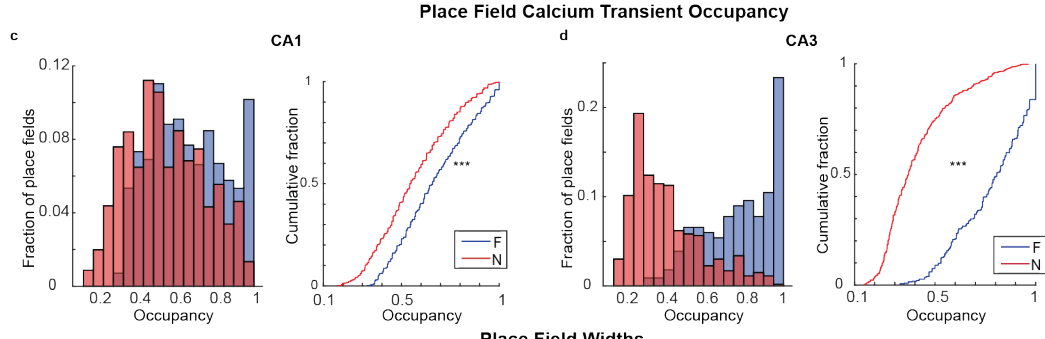 Place Field Calcium Transient Occupancy
c
CA1
Fraction of place fields
0.12
0.08
0.04
0
0.2 0.4 0.6 0.8 1
Occupancy
Cumulative fraction
1
0.5
0
0.1 0.5 1
Occupancy
***
F
N
d
CA3
Fraction of place fields
0.2
0.1
0
0.2 0.4 0.6 0.8 1
Occupancy
Cumulative fraction
1
0.5
0
0.1 0.5 1
Occupancy
***
F
N
Place Field Widths